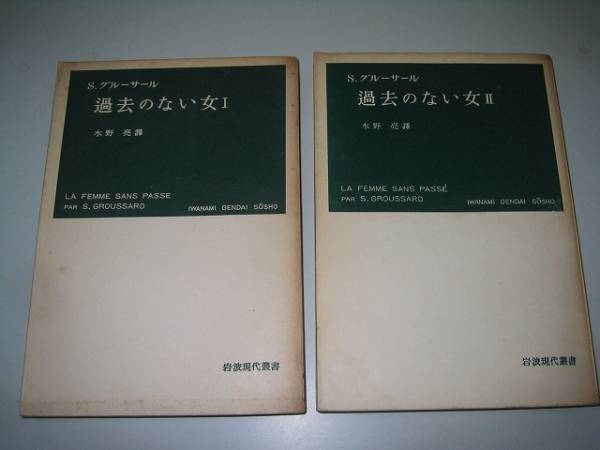 S. グルーサール
過去のない女 I
水野 亮 譯
LA FEMME SANS PASSE
PAR S. GROUSSARD IWANAMI GENDAI SŌSHO
岩波現代叢書
S. グルーサール
過去のない女 II
水野 亮 譯
LA FEMME SANS PASSÉ
PAR S. GROUSSARD IWANAMI GENDAI SŌSHO
岩波現代叢書